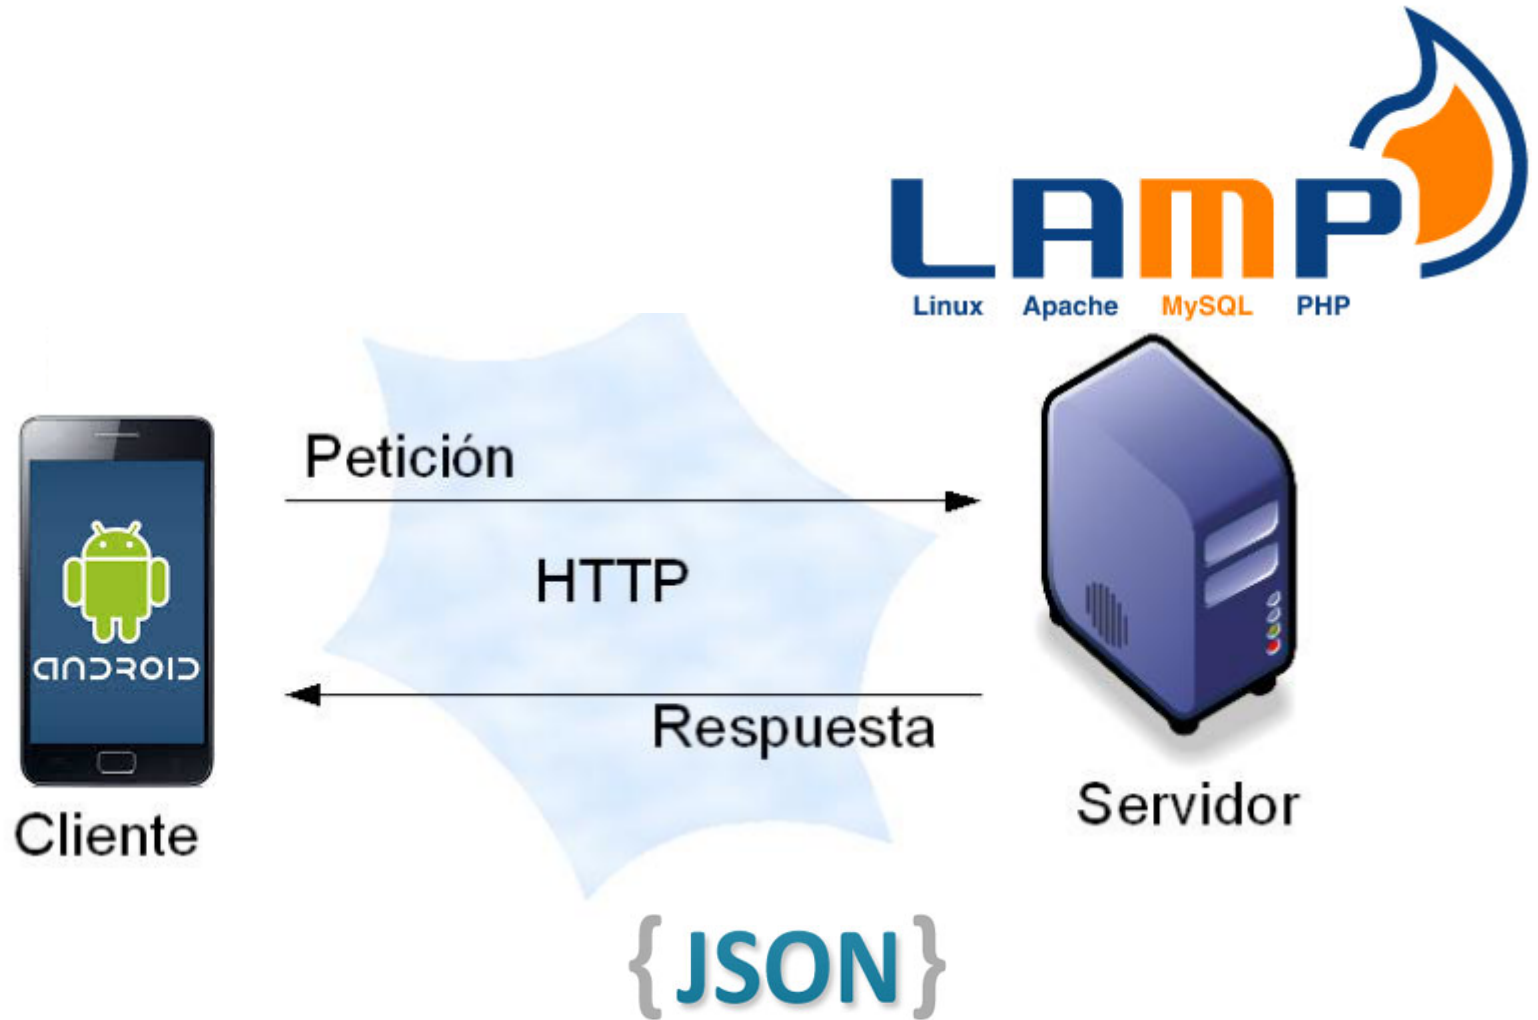 LAMP
Linux Apache MySQL PHP
Petición
HTTP
ANDROID
Respuesta
Servidor
Cliente
{JSON}